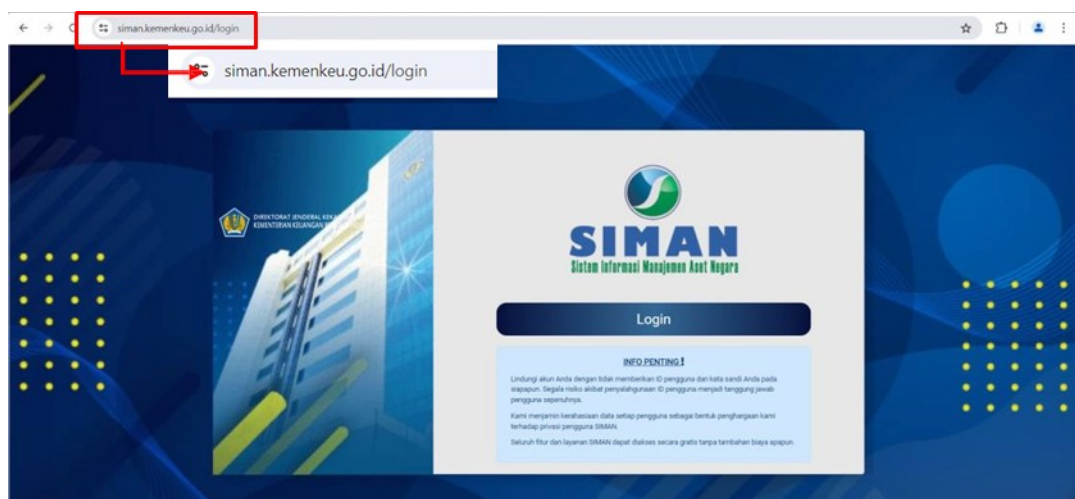 siman.kemenkeu.go.id/login
siman.kemenkeu.go.id/login
DIREKTORAT JENDERAL
KEMENTERIAN KEUANGAN
SIMAN
Sistem Informasi Manajemen Aset Negara
Login
INFO PENTING !
Lindungi akun Anda dengan tidak memberikan ID pengguna dan kata sandi Anda pada
siapapun. Segala risiko akibat penyalahgunaan ID pengguna menjadi tanggung jawab
pengguna sepenuhnya.
Kami menjamin kerahasiaan data setiap pengguna sebagai bentuk penghargaan kami
terhadap privasi pengguna SIMAN.
Seluruh fitur dan layanan SIMAN dapat diakses secara gratis tanpa tambahan biaya apapun.